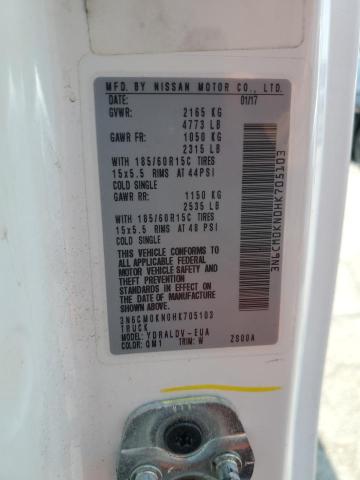 MFD. BY NISSAN MOTOR CO., LTD.
DATE: 01/17
GVWR: 2165 KG
4773 LB
GAWR FR: 1050 KG
2315 LB
WITH 185/60R15C TIRES
15x5.5 RIMS AT 44PSI
COLD SINGLE
GAWR RR: 1150 KG
2535 LB
WITH 185/60R15C TIRES
15x5.5 RIMS AT 48 PSI
COLD SINGLE
THIS VEHICLE CONFORMS TO
ALL APPLICABLE FEDERAL
MOTOR VEHICLE SAFETY
AND THEFT PREVENTION
STANDARDS IN EFFECT ON
THE DATE OF MANUFACTURE
SHOWN ABOVE.
3N6CM0KN0HK705103
TRUCK
MODEL: YDRALDV-EUA
COLOR: QM1 TRIM: W 2S00A
3N6CM0KN0HK705103